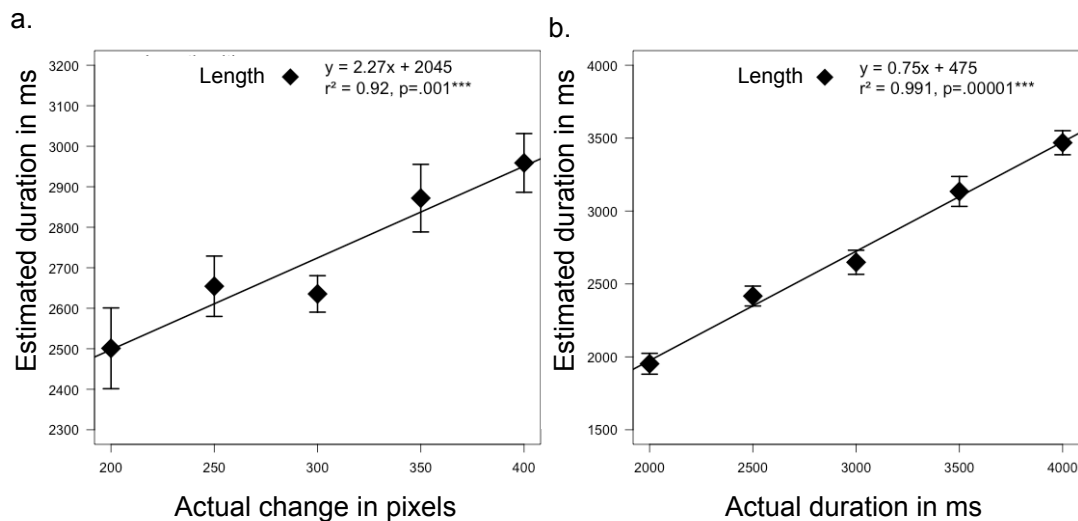 a.
Length
y = 2.27x + 2045
r² = 0.92, p=.001***
Estimated duration in ms
3200
3100
3000
2900
2800
2700
2600
2500
2400
2300
200
250
300
350
400
Actual change in pixels
b.
Length
y = 0.75x + 475
r² = 0.991, p=.00001***
Estimated duration in ms
4000
3500
3000
2500
2000
1500
2000
2500
3000
3500
4000
Actual duration in ms